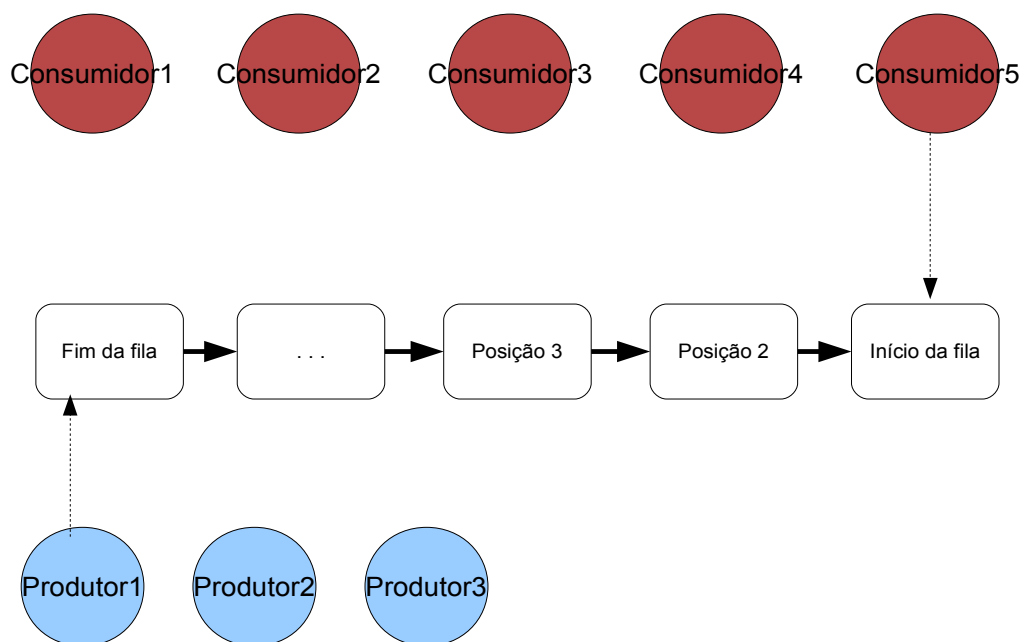 Consumidor1
Consumidor2
Consumidor3
Consumidor4
Consumidor5
Fim da fila
. . .
Posição 3
Posição 2
Início da fila
Produtor1
Produtor2
Produtor3